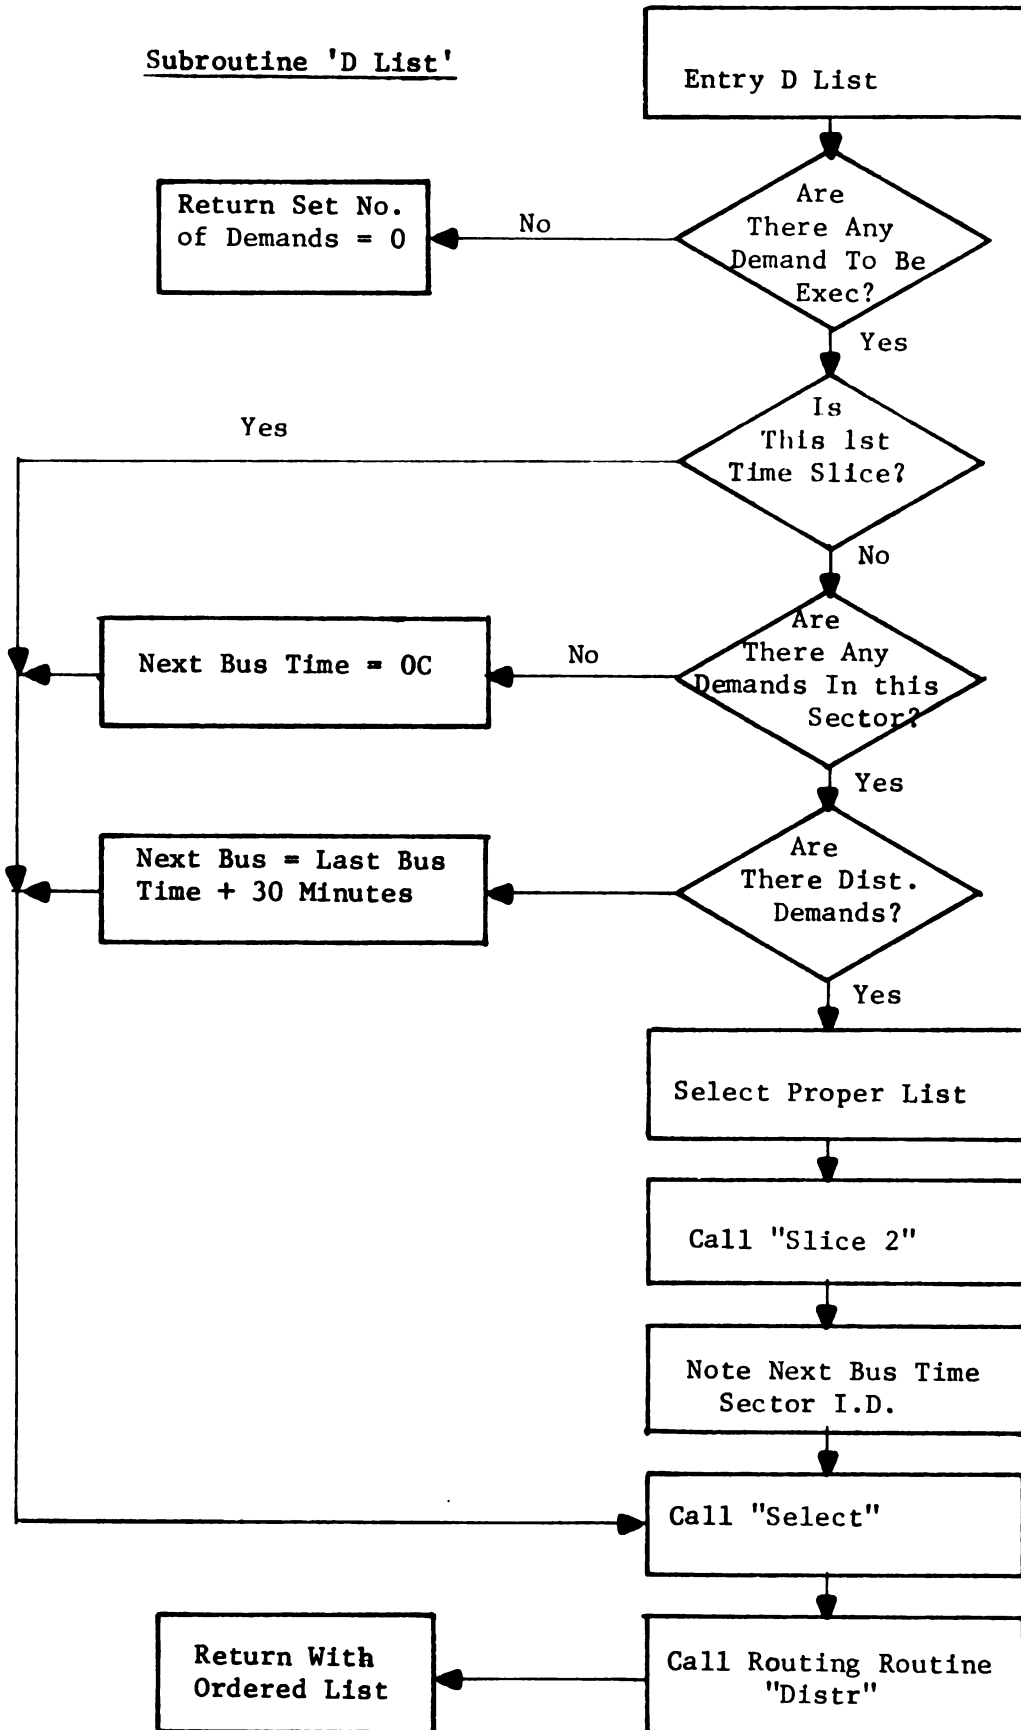 Subroutine 'D List'
Entry D List
Are
There Any
Demand To Be
Exec?
No
Return Set No.
of Demands = 0
Yes
Is
This 1st
Time Slice?
Yes
No
Are
There Any
Demands In this
Sector?
No
Next Bus Time = OC
Yes
Are
There Dist.
Demands?
Next Bus = Last Bus
Time + 30 Minutes
Yes
Select Proper List
Call "Slice 2"
Note Next Bus Time
Sector I.D.
Call "Select"
Call Routing Routine
"Distr"
Return With
Ordered List